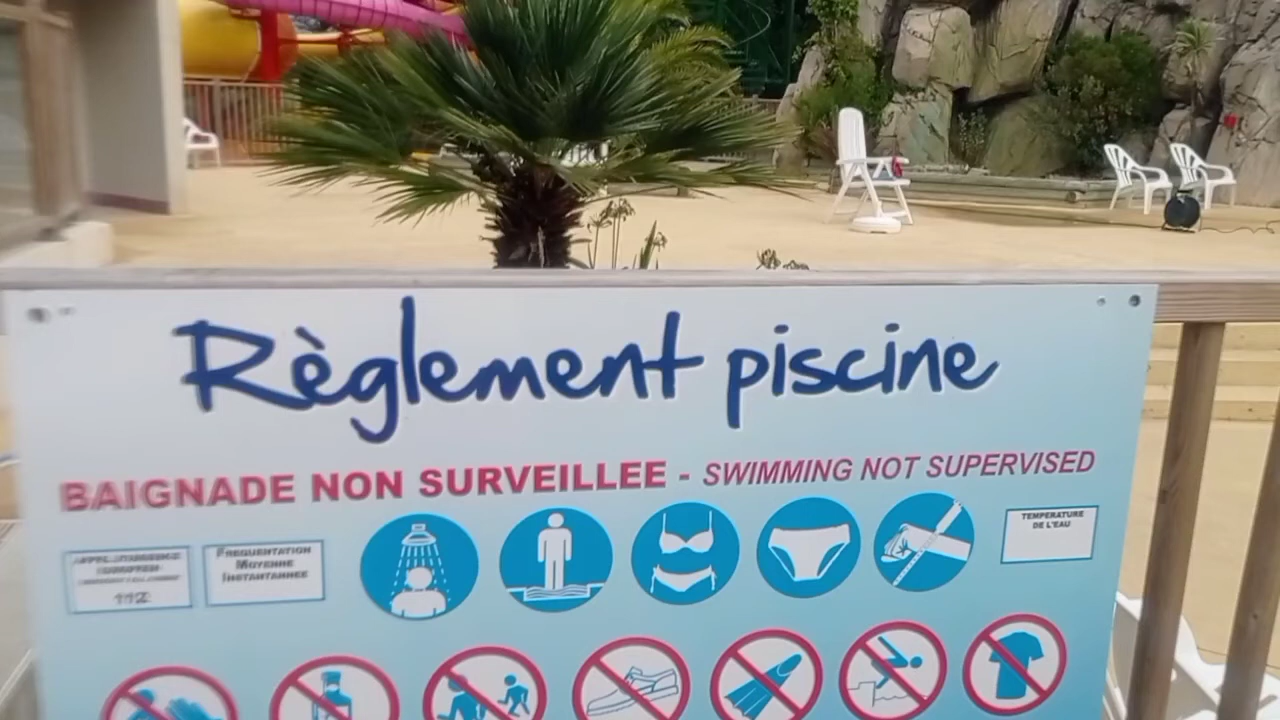 Règlement piscine
BAIGNADE NON SURVEILLEE - SWIMMING NOT SUPERVISED
112
FREQUENTATION
MOYENNE
INSTANTANNEE
TEMPERATURE
DE L'EAU